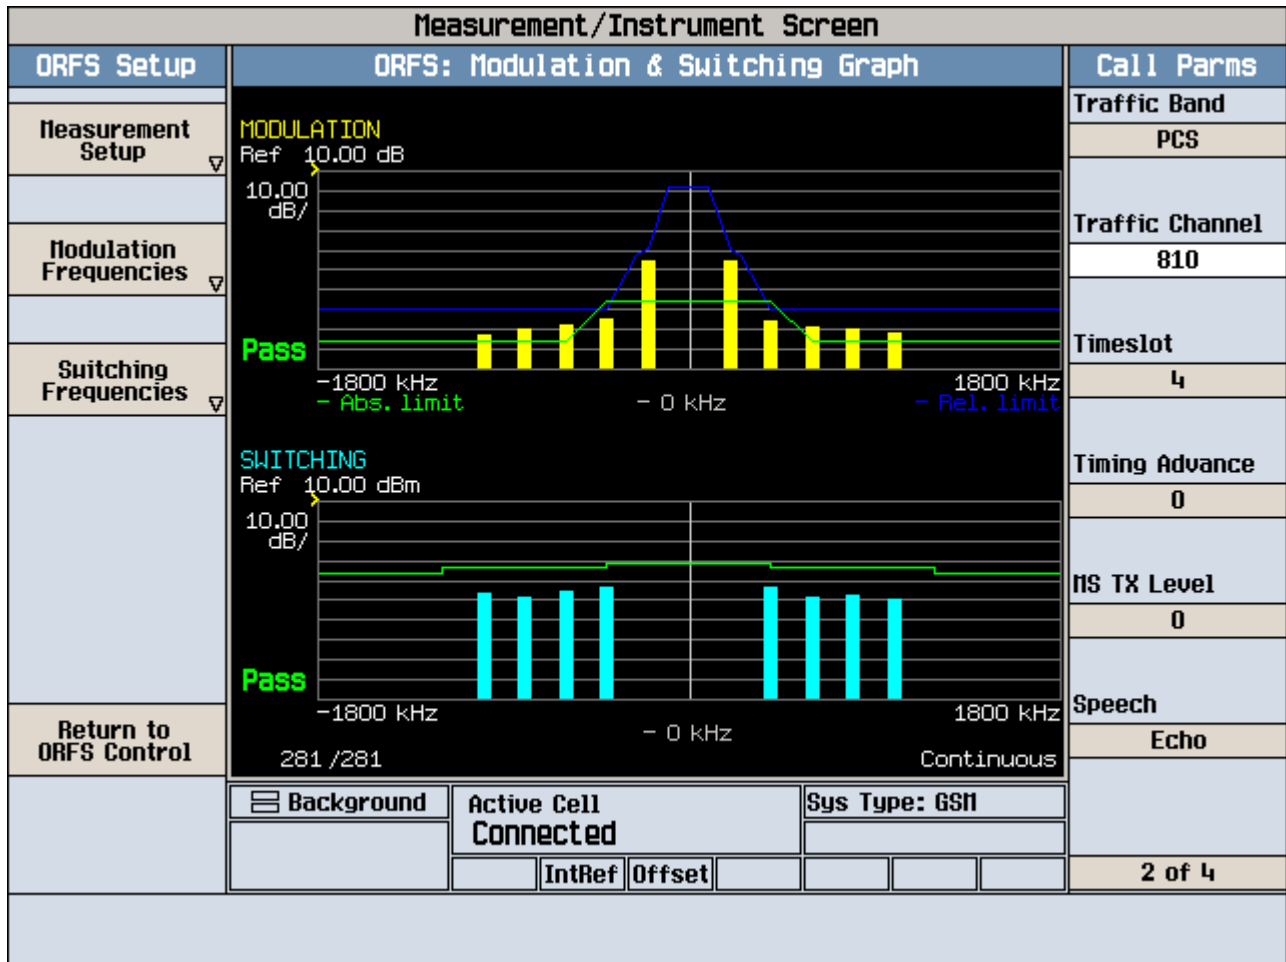 Measurement/Instrument Screen
ORFS Setup
Measurement
Setup
Modulation
Frequencies
Switching
Frequencies
Return to
ORFS Control
ORFS: Modulation & Switching Graph
MODULATION
Ref 10.00 dB
10.00
dB/
Pass
-1800 kHz
1800 kHz
- Abs. limit
- 0 kHz
- Rel. limit
SWITCHING
Ref 10.00 dBm
10.00
dB/
Pass
-1800 kHz
1800 kHz
- 0 kHz
281/281
Continuous
Background
Active Cell
Connected
Sys Type: GSM
IntRef
Offset
Call Parms
Traffic Band
PCS
Traffic Channel
810
Timeslot
4
Timing Advance
0
MS TX Level
0
Speech
Echo
2 of 4